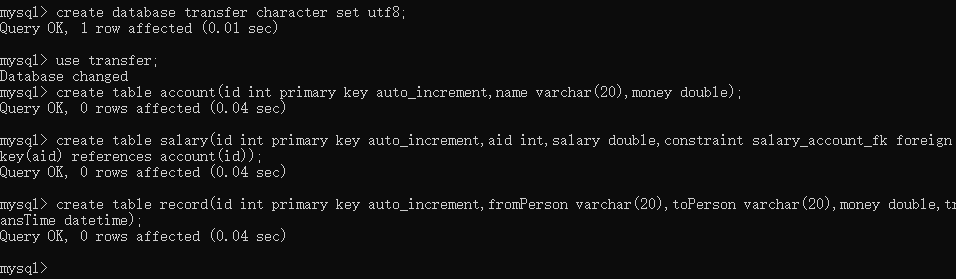 mysql> create database transfer character set utf8;
Query OK, 1 row affected (0.01 sec)
mysql> use transfer;
Database changed
mysql> create table account(id int primary key auto_increment,name varchar(20),money double);
Query OK, 0 rows affected (0.04 sec)
mysql> create table salary(id int primary key auto_increment,aid int,salary double,constraint salary_account_fk foreign
key(aid) references account(id));
Query OK, 0 rows affected (0.04 sec)
mysql> create table record(id int primary key auto_increment,fromPerson varchar(20),toPerson varchar(20),money double,tr
ansTime datetime);
Query OK, 0 rows affected (0.04 sec)
mysql>